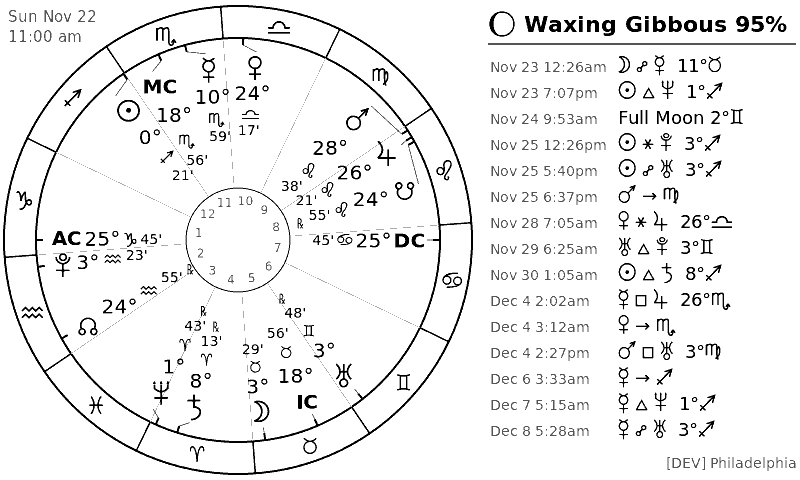 Sun Nov 22
11:00 am
☽ Waxing Gibbous 95%
Nov 23 12:26am ☽ ☍ ☿ 11°♉
Nov 23 7:07pm ☉ △ ♆ 1°♐
Nov 24 9:53am Full Moon 2°♊
Nov 25 12:26pm ☉ ⚹ ⯓ 3°♐
Nov 25 5:40pm ☉ ☍ ♅ 3°♐
Nov 25 6:37pm ♂ → ♍
Nov 28 7:05am ♀ ⚹ ♃ 26°♎
Nov 29 6:25am ♅ △ ⯓ 3°♊
Nov 30 1:05am ☉ △ ♄ 8°♐
Dec 4 2:02am ☿ □ ♃ 26°♏
Dec 4 3:12am ♀ → ♏
Dec 4 2:27pm ♂ □ ♅ 3°♍
Dec 6 3:33am ☿ → ♐
Dec 7 5:15am ☿ △ ♆ 1°♐
Dec 8 5:28am ☿ ☍ ♅ 3°♐
[DEV] Philadelphia
♏ ♎ ♍ ♌ ♋ ♊ ♉ ♈ ♓ ♒ ♑ ♐
MC 18° ♏ 56'
☉ 0° ♐ 21'
☿ 10° ♏ 59'
♀ 24° ♎ 17'
♂ 28° ♌ 38'
♃ 26° ♌ 21'
☋ 24° ♌ 55' ℞
45' ♋ 25° DC
AC 25° ♑ 45'
⯓ 3° ♒ 23'
☊ 24° ♒ 55' ℞
♆ 1° ♈ 43' ℞
♄ 8° ♈ 13' ℞
☽ 3° ♉ 29'
IC 18° ♉ 56'
♅ 3° ♊ 48' ℞
1 2 3 4 5 6 7 8 9 10 11 12